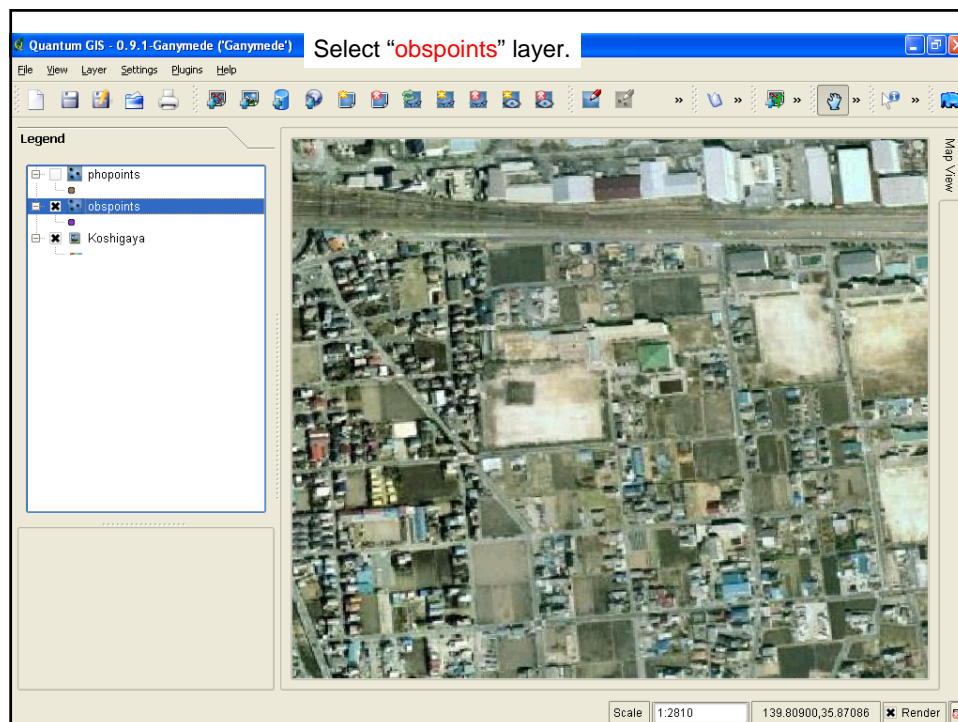 Quantum GIS - 0.9.1-Ganymede ('Ganymede')
Select “obspoints” layer.
File View Layer Settings Plugins Help
Legend
phopoints
obspoints
Koshigaya
Map View
Scale 1:2810 139.80900,35.87086 Render